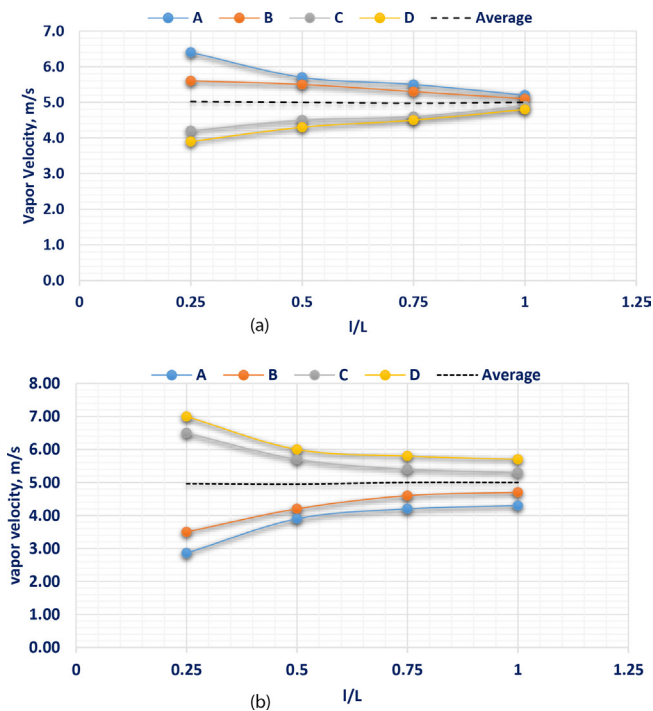 A B C D Average
7.0
6.0
5.0
4.0
3.0
2.0
1.0
0.0
Vapor Velocity, m/s
0 0.25 0.5 0.75 1 1.25
l/L
(a)
A B C D Average
8.00
7.00
6.00
5.00
4.00
3.00
2.00
1.00
0.00
vapor velocity, m/s
0 0.25 0.5 0.75 1 1.25
l/L
(b)